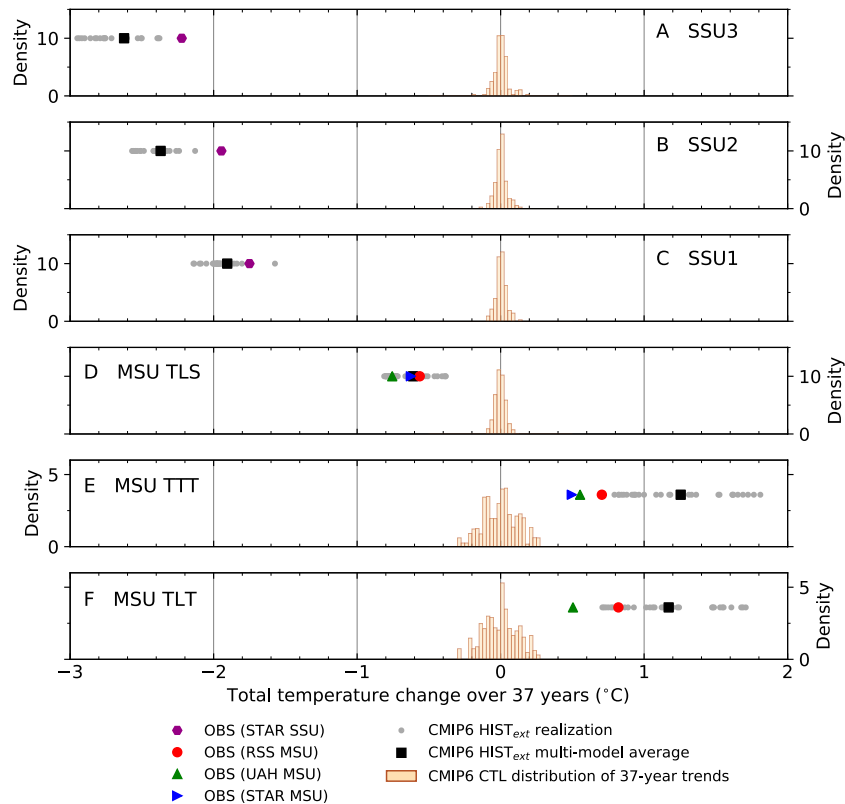 Density
10
0
A SSU3
B SSU2
10
0
Density
Density
10
0
C SSU1
D MSU TLS
10
0
Density
Density
5
0
E MSU TTT
F MSU TLT
5
0
Density
−3 −2 −1 0 1 2
Total temperature change over 37 years (°C)
OBS (STAR SSU)
OBS (RSS MSU)
OBS (UAH MSU)
OBS (STAR MSU)
CMIP6 HISText realization
CMIP6 HISText multi-model average
CMIP6 CTL distribution of 37-year trends